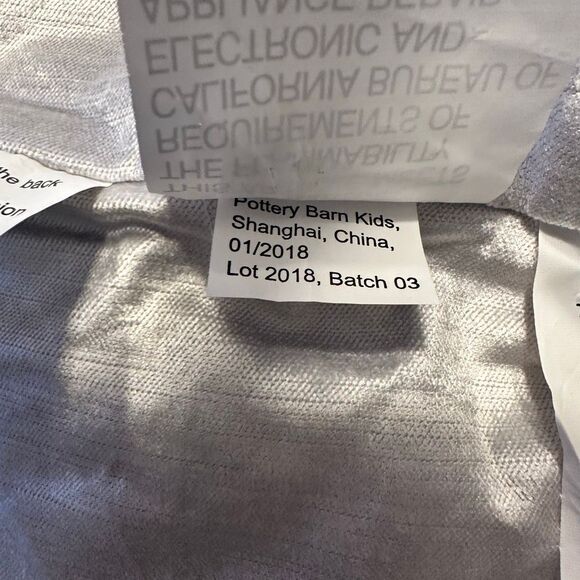 APPLIANCE REPAIR
ELECTRONIC AND
CALIFORNIA BUREAU OF
REQUIREMENTS OF
THE FLAMMABILITY
THIS
the back
Pottery Barn Kids,
Shanghai, China,
01/2018
Lot 2018, Batch 03